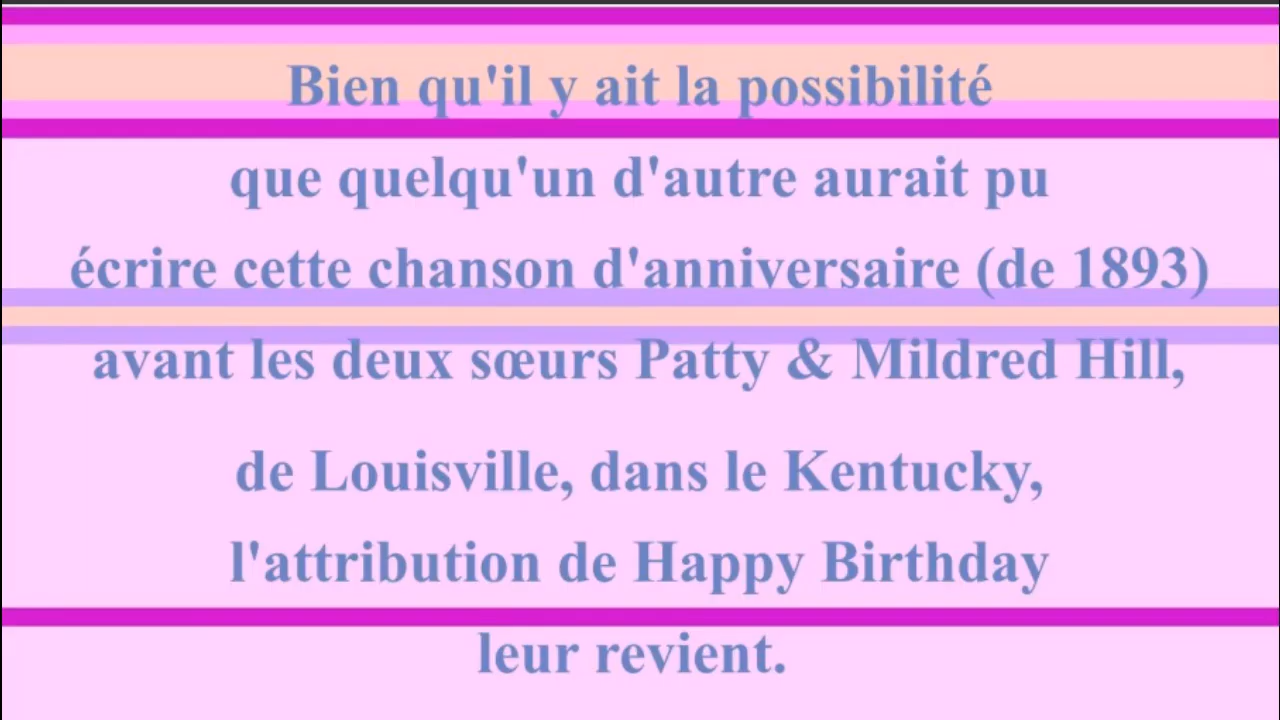 Bien qu'il y ait la possibilité
que quelqu'un d'autre aurait pu
écrire cette chanson d'anniversaire (de 1893)
avant les deux sœurs Patty & Mildred Hill,
de Louisville, dans le Kentucky,
l'attribution de Happy Birthday
leur revient.